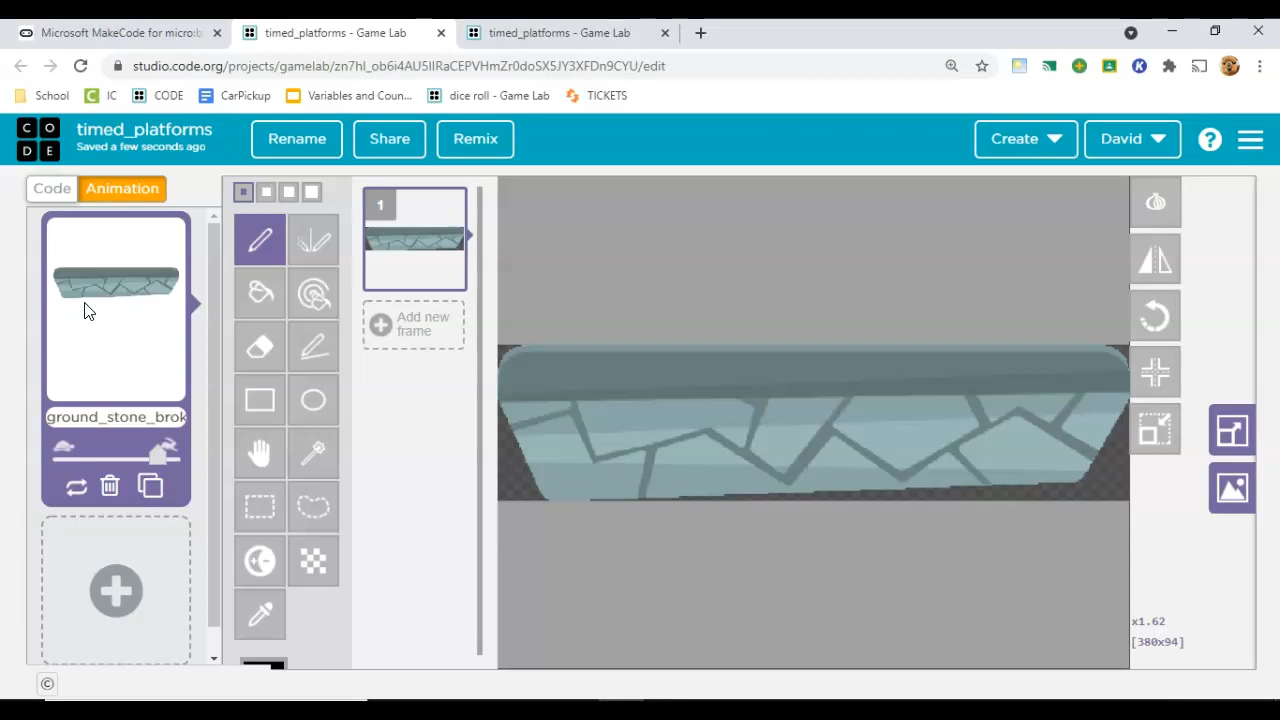 Microsoft MakeCode for micro:b
timed_platforms - Game Lab
timed_platforms - Game Lab
studio.code.org/projects/gamelab/zn7hl_ob6i4AU5IIRaCEPVHmZr0doSX5JY3XFDn9CYU/edit
School
IC
CODE
CarPickup
Variables and Coun...
dice roll - Game Lab
TICKETS
CODE
timed_platforms
Saved a few seconds ago
Rename
Share
Remix
Create
David
?
Code
Animation
1
Add new
frame
ground_stone_brok
x1.62
[380x94]
©